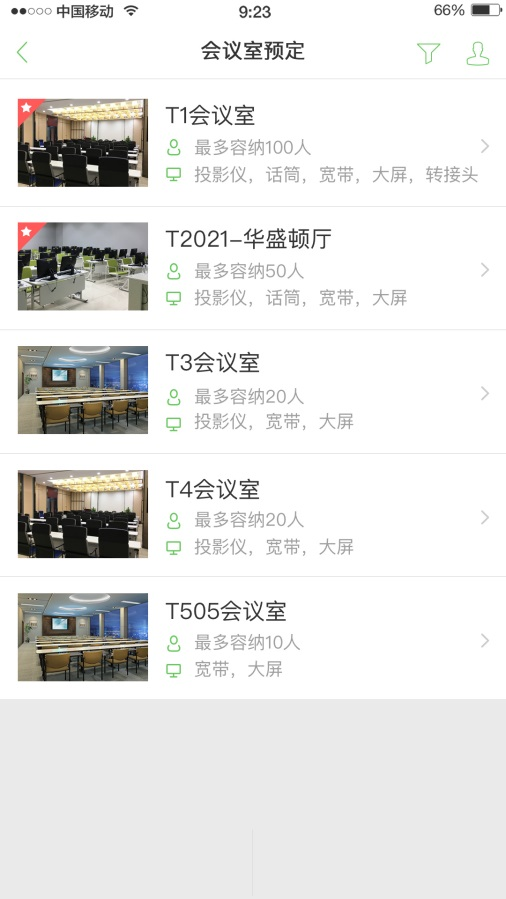 中国移动
9:23
66%
会议室预定
T1会议室
最多容纳100人
投影仪，话筒，宽带，大屏，转接头
T2021-华盛顿厅
最多容纳50人
投影仪，话筒，宽带，大屏
T3会议室
最多容纳20人
投影仪，宽带，大屏
T4会议室
最多容纳20人
投影仪，宽带，大屏
T505会议室
最多容纳10人
宽带，大屏